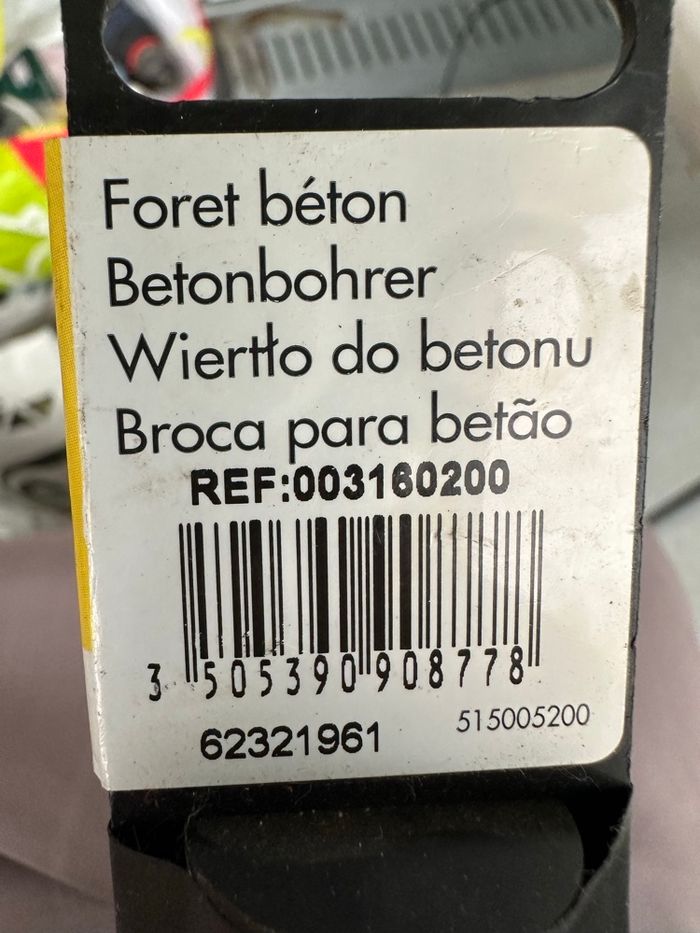 Foret béton
Betonbohrer
Wiertło do betonu
Broca para betão
REF:003160200
3 505390 908778
62321961
515005200